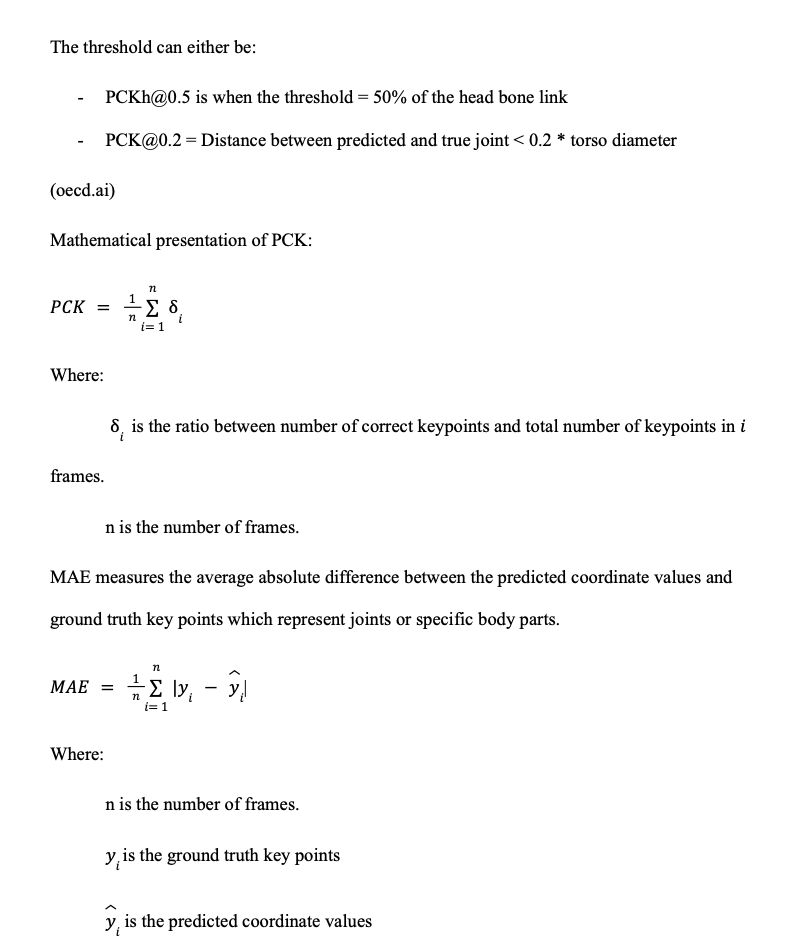 The threshold can either be:
- PCKh@0.5 is when the threshold = 50% of the head bone link
- PCK@0.2 = Distance between predicted and true joint < 0.2 * torso diameter
(oecd.ai)
Mathematical presentation of PCK:
PCK = \frac{1}{n} \sum_{i=1}^{n} δ_i
Where:
δ_i is the ratio between number of correct keypoints and total number of keypoints in i
frames.
n is the number of frames.
MAE measures the average absolute difference between the predicted coordinate values and
ground truth key points which represent joints or specific body parts.
MAE = \frac{1}{n} \sum_{i=1}^{n} |y_i - \hat{y}_i|
Where:
n is the number of frames.
y_i is the ground truth key points
\hat{y}_i is the predicted coordinate values